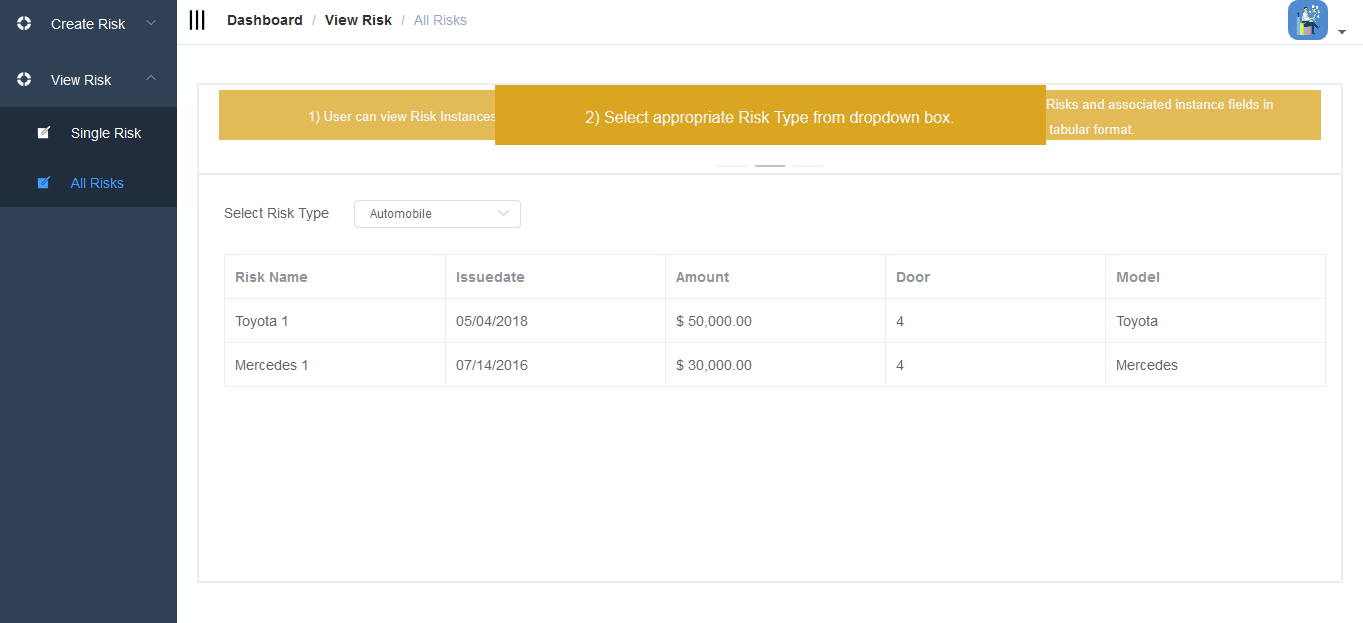 Create Risk
View Risk
Single Risk
All Risks
Dashboard / View Risk / All Risks
1) User can view Risk Instances
2) Select appropriate Risk Type from dropdown box.
Risks and associated instance fields in
tabular format.
Select Risk Type Automobile
Risk Name Issuedate Amount Door Model
Toyota 1 05/04/2018 $ 50,000.00 4 Toyota
Mercedes 1 07/14/2016 $ 30,000.00 4 Mercedes